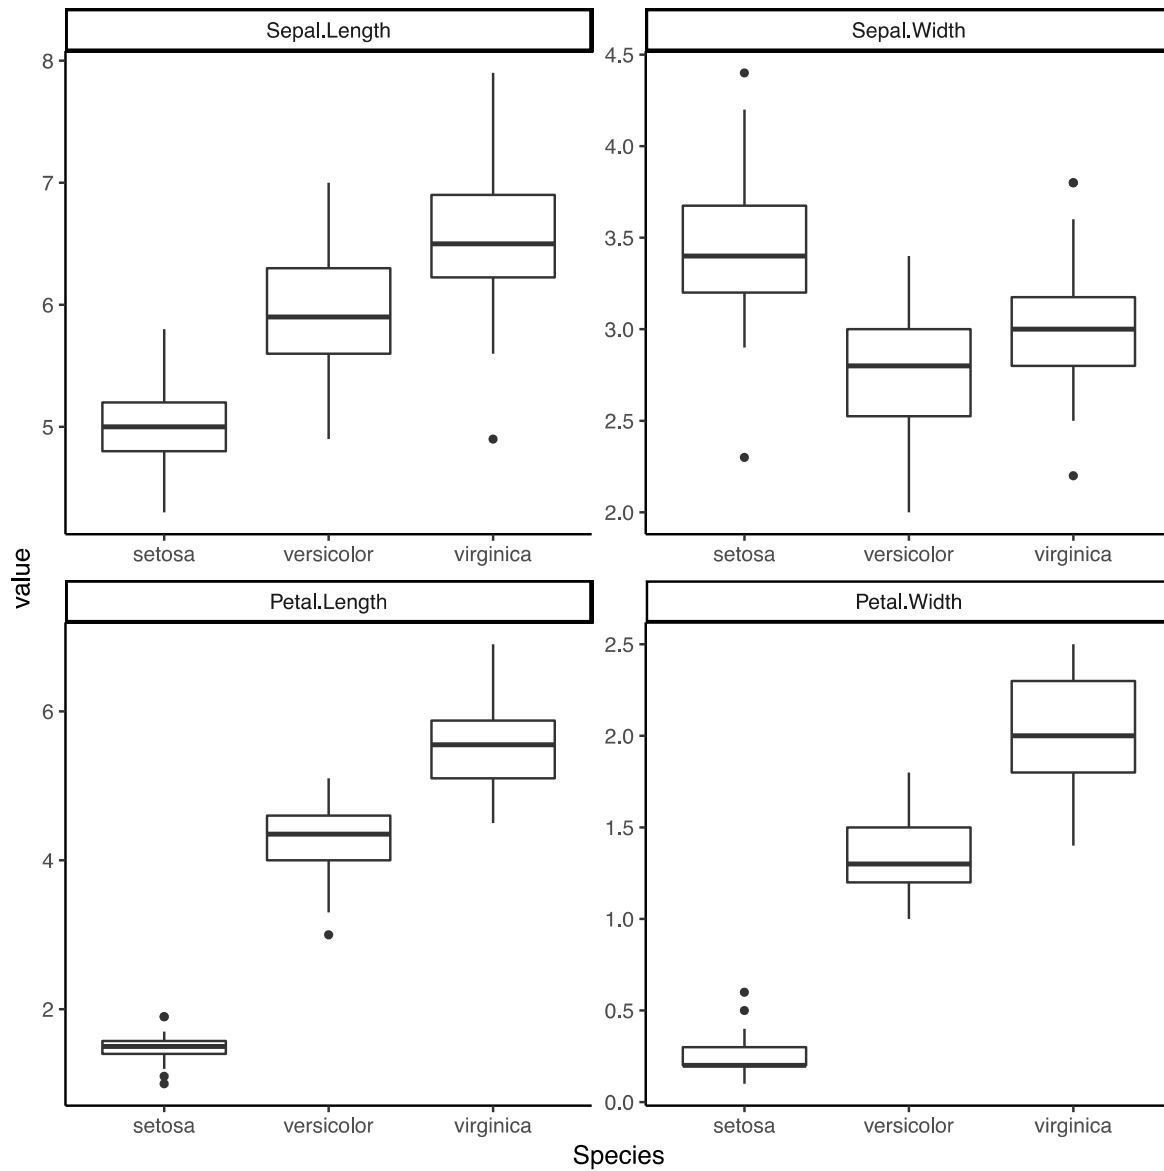 Sepal.Length
Sepal.Width
8
7
6
5
4.5
4.0
3.5
3.0
2.5
2.0
setosa versicolor virginica
setosa versicolor virginica
value
Petal.Length
Petal.Width
6
4
2
2.5
2.0
1.5
1.0
0.5
0.0
setosa versicolor virginica
setosa versicolor virginica
Species